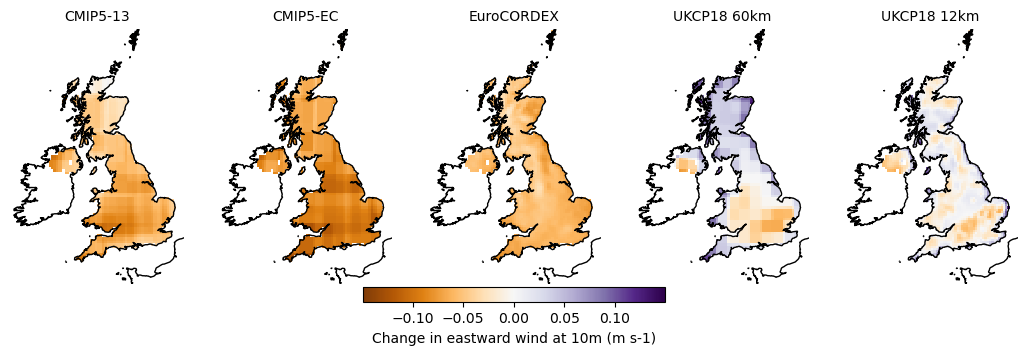 CMIP5-13
CMIP5-EC
EuroCORDEX
UKCP18 60km
UKCP18 12km
−0.10
−0.05
0.00
0.05
0.10
Change in eastward wind at 10m (m s-1)